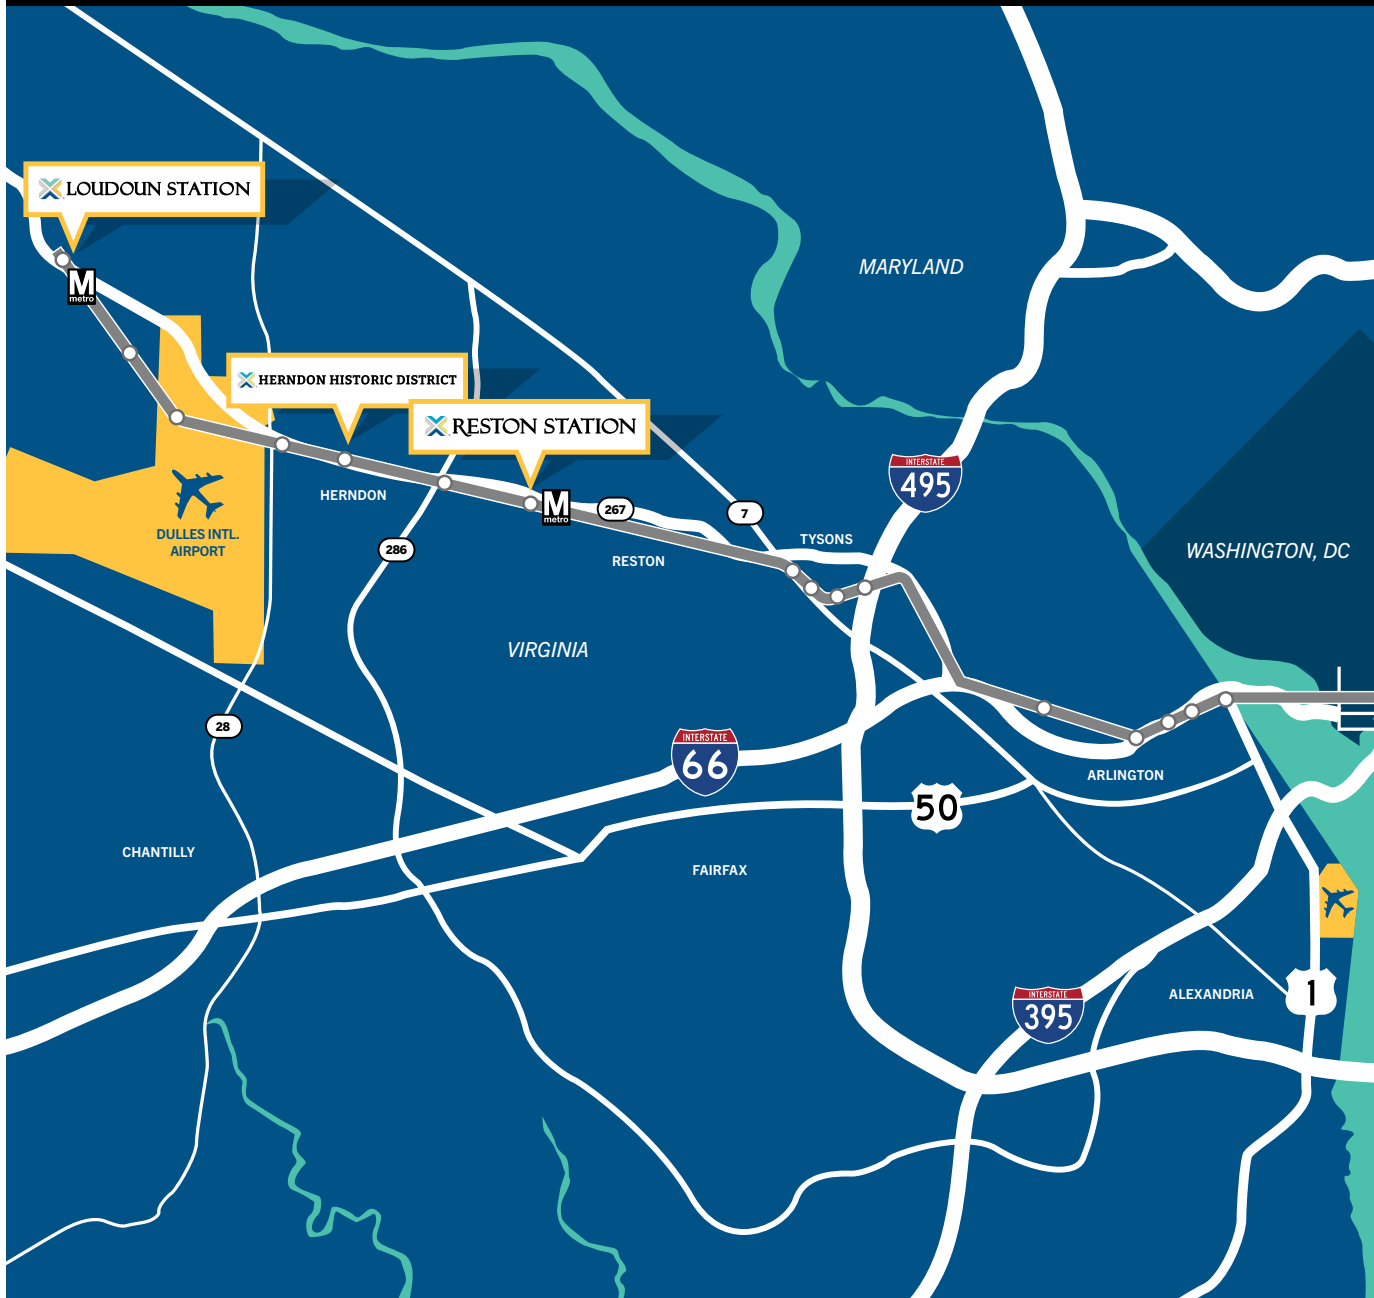 LOUDOUN STATION
M
metro
MARYLAND
HERNDON HISTORIC DISTRICT
RESTON STATION
INTERSTATE
495
HERNDON
M
metro
267
7
DULLES INTL.
AIRPORT
286
TYSONS
RESTON
WASHINGTON, DC
VIRGINIA
28
INTERSTATE
66
ARLINGTON
50
CHANTILLY
FAIRFAX
ALEXANDRIA
1
INTERSTATE
395